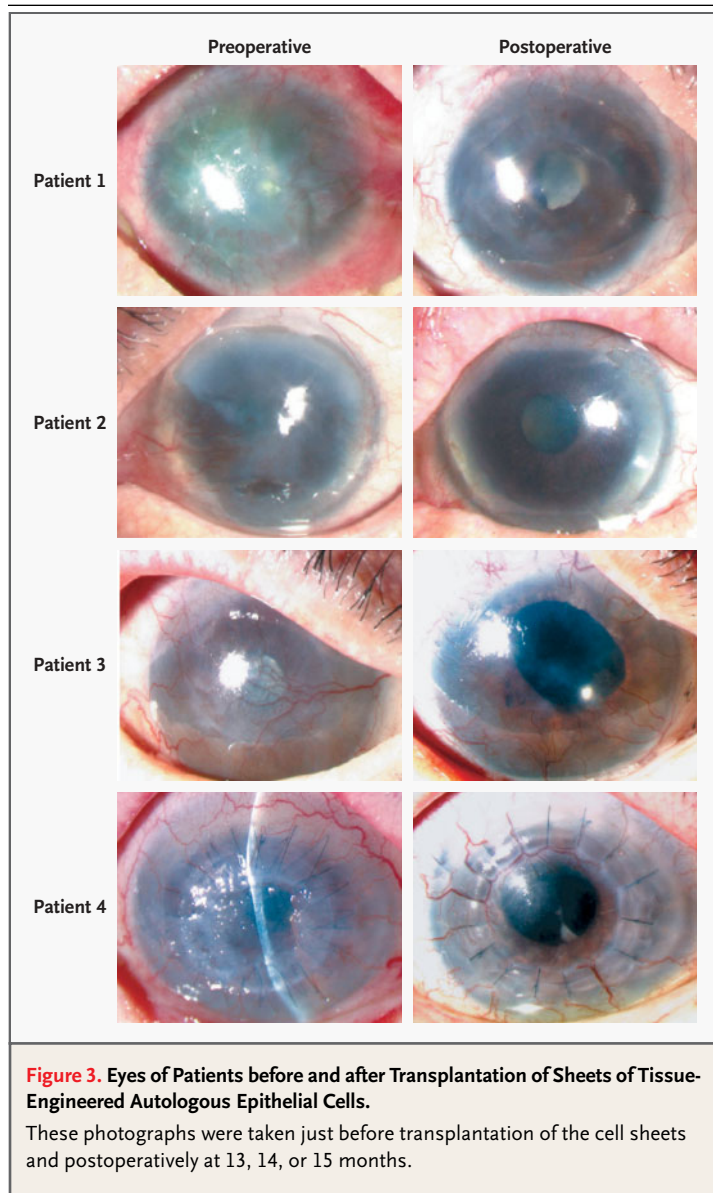 Preoperative
Postoperative
Patient 1
Patient 2
Patient 3
Patient 4
Figure 3. Eyes of Patients before and after Transplantation of Sheets of Tissue-
Engineered Autologous Epithelial Cells.
These photographs were taken just before transplantation of the cell sheets
and postoperatively at 13, 14, or 15 months.